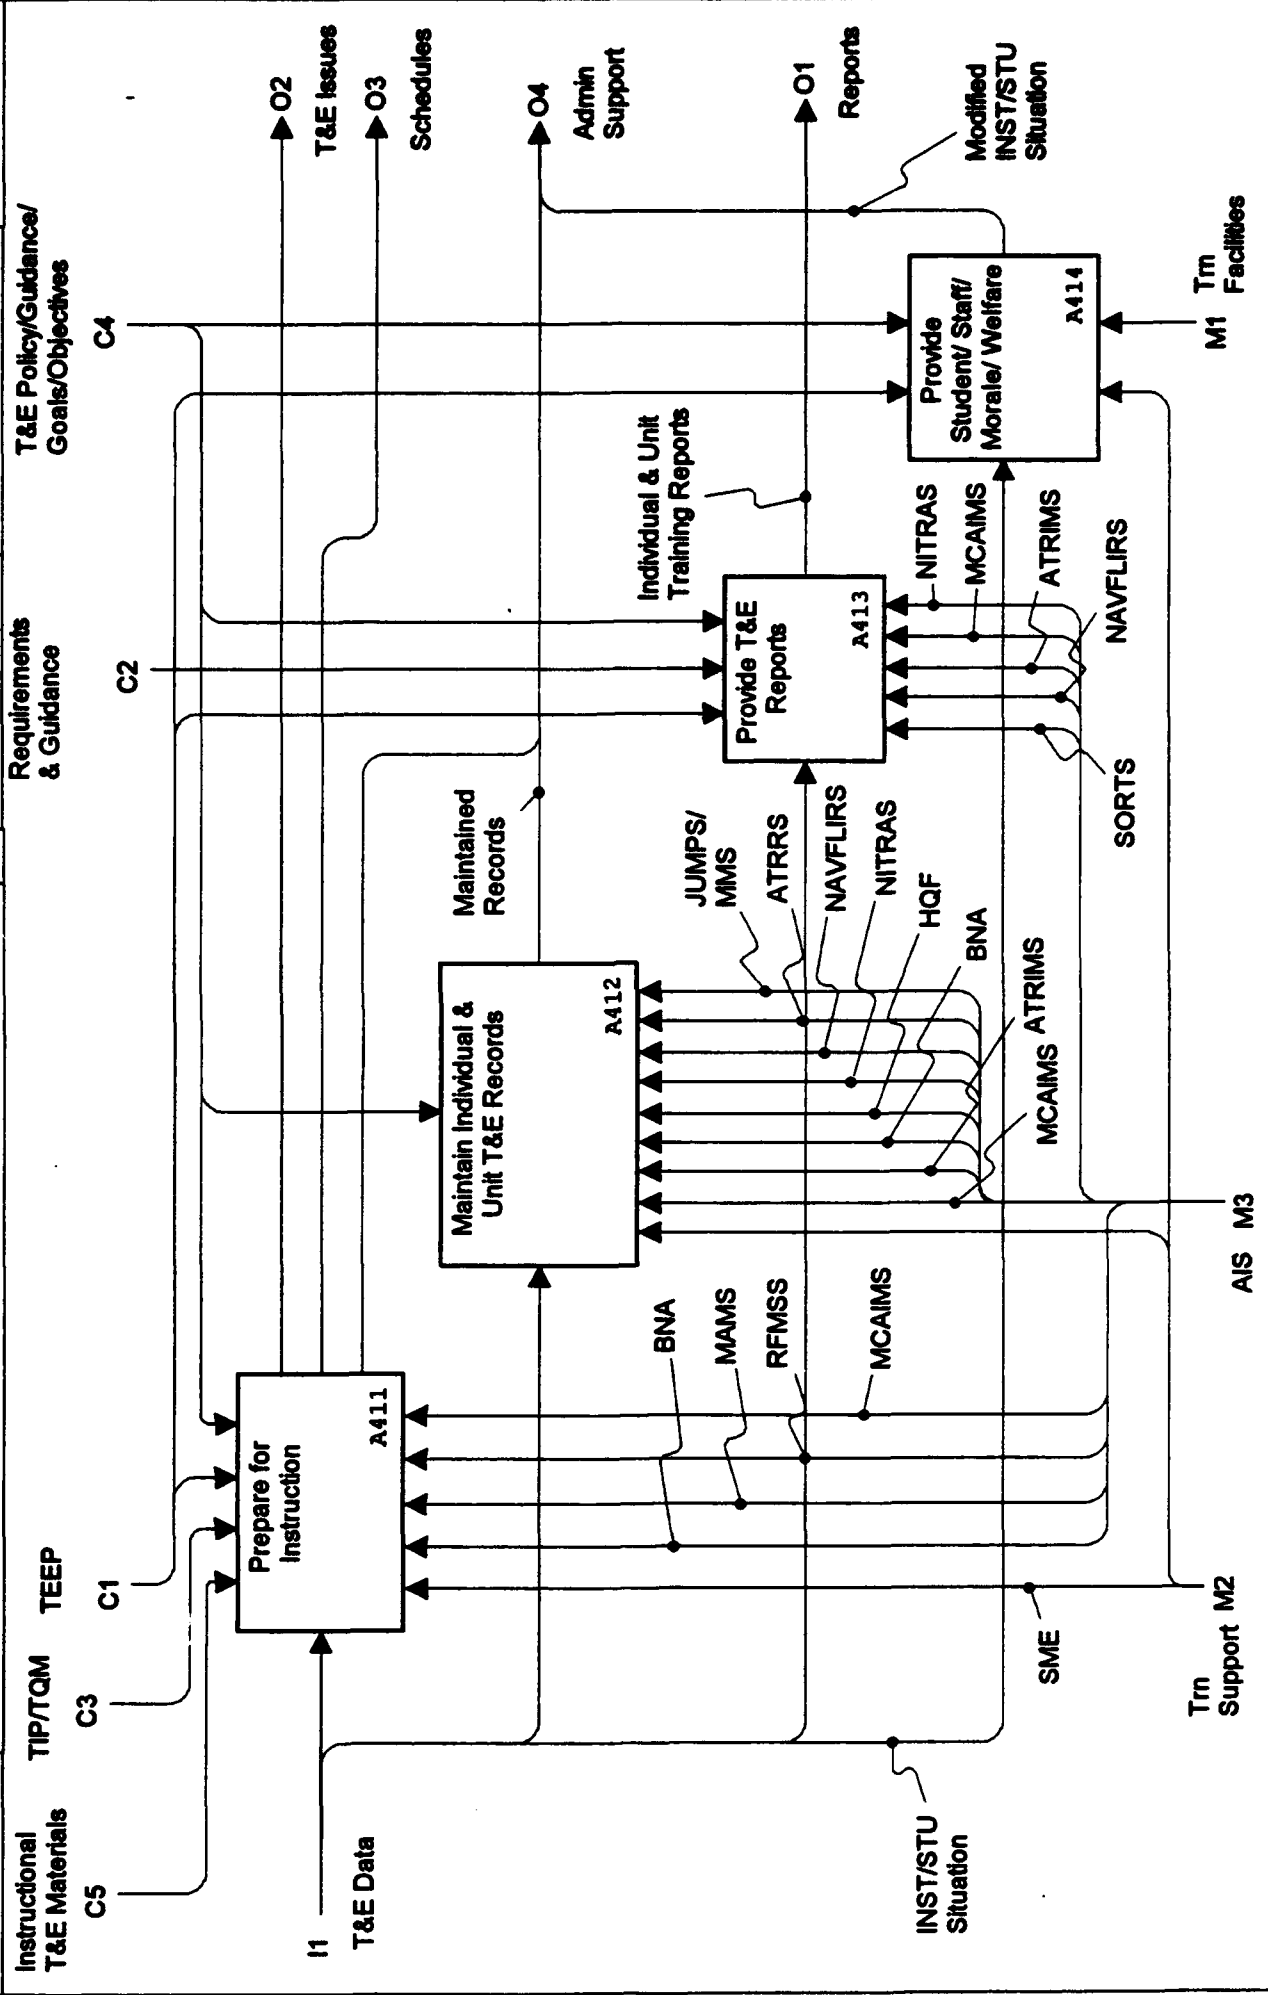 Instructional
T&E Materials
C5
TIP/TQM
C3
TEEP
C1
Requirements
& Guidance
C2
T&E Policy/Guidance/
Goals/Objectives
C4
I1
T&E Data
Prepare for
Instruction
A411
O2
T&E Issues
O3
Schedules
Maintain Individual &
Unit T&E Records
A412
Maintained
Records
O4
Admin
Support
Provide T&E
Reports
A413
Individual & Unit
Training Reports
O1
Reports
Provide
Student/ Staff/
Morale/ Welfare
A414
Modified
INST/STU
Situation
BNA
MAMS
RFMSS
MCAIMS
JUMPS/
MMS
ATRRS
NAVFLIRS
NITRAS
HQF
BNA
ATRIMS
MCAIMS
NITRAS
MCAIMS
ATRIMS
NAVFLIRS
SORTS
INST/STU
Situation
SME
Trn
Support
M2
AIS
M3
M1
Trn
Facilities